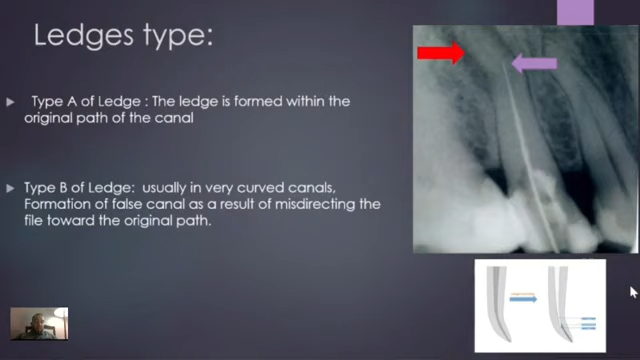 Ledges type:
Type A of Ledge : The ledge is formed within the
original path of the canal
Type B of Ledge:  usually in very curved canals,
Formation of false canal as a result of misdirecting the
file toward the original path.